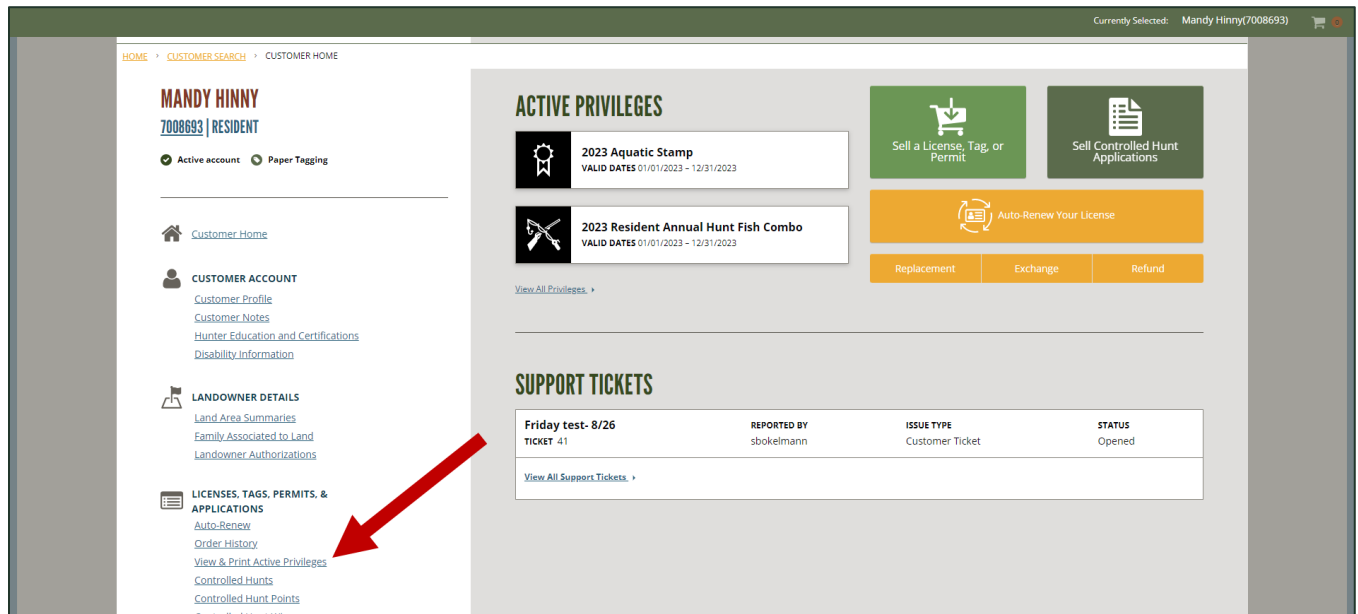 Currently Selected: Mandy Hinny(7008693)
HOME > CUSTOMER SEARCH > CUSTOMER HOME
MANDY HINNY
7008693 | RESIDENT
Active account Paper Tagging
Customer Home
CUSTOMER ACCOUNT
Customer Profile
Customer Notes
Hunter Education and Certifications
Disability Information
LANDOWNER DETAILS
Land Area Summaries
Family Associated to Land
Landowner Authorizations
LICENSES, TAGS, PERMITS, &
APPLICATIONS
Auto-Renew
Order History
View & Print Active Privileges
Controlled Hunts
Controlled Hunt Points
ACTIVE PRIVILEGES
2023 Aquatic Stamp
VALID DATES 01/01/2023 – 12/31/2023
2023 Resident Annual Hunt Fish Combo
VALID DATES 01/01/2023 – 12/31/2023
View All Privileges
Sell a License, Tag, or
Permit
Sell Controlled Hunt
Applications
Auto-Renew Your License
Replacement Exchange Refund
SUPPORT TICKETS
Friday test- 8/26 REPORTED BY ISSUE TYPE STATUS
TICKET 41 sbokelmann Customer Ticket Opened
View All Support Tickets